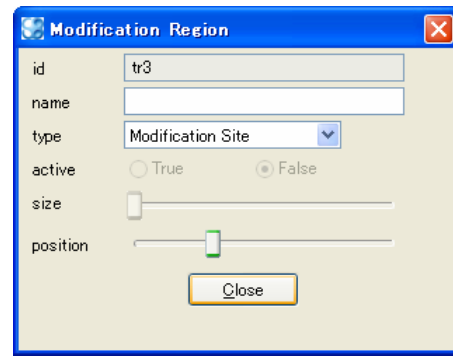 Modification Region
id tr3
name
type Modification Site
active True False
size
position
Close